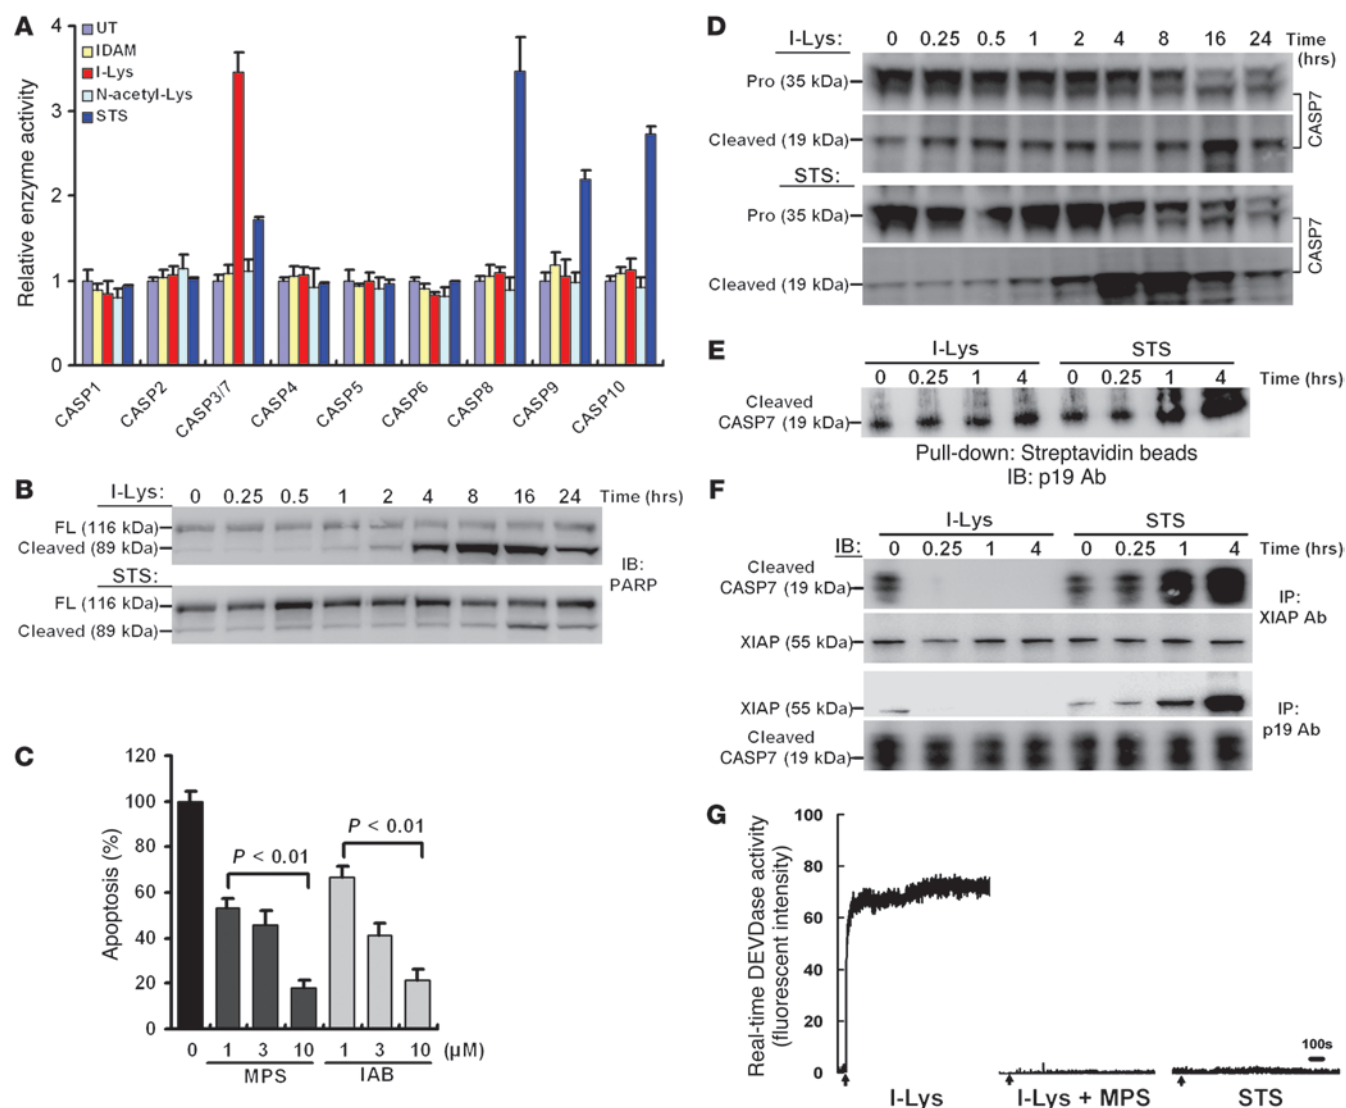 A
4
3
2
1
0
Relative enzyme activity
UT
IDAM
I-Lys
N-acetyl-Lys
STS
CASP1
CASP2
CASP3/7
CASP4
CASP5
CASP6
CASP8
CASP9
CASP10
B
I-Lys: 0 0.25 0.5 1 2 4 8 16 24 Time (hrs)
FL (116 kDa)
Cleaved (89 kDa)
STS:
FL (116 kDa)
Cleaved (89 kDa)
IB:
PARP
C
120
100
80
60
40
20
0
Apoptosis (%)
P < 0.01
P < 0.01
0 1 3 10 1 3 10 (µM)
MPS IAB
D
I-Lys: 0 0.25 0.5 1 2 4 8 16 24 Time
(hrs)
Pro (35 kDa)
Cleaved (19 kDa)
CASP7
STS:
Pro (35 kDa)
Cleaved (19 kDa)
CASP7
E
I-Lys STS
0 0.25 1 4 0 0.25 1 4 Time (hrs)
Cleaved
CASP7 (19 kDa)
Pull-down: Streptavidin beads
IB: p19 Ab
F
I-Lys STS
IB: 0 0.25 1 4 0 0.25 1 4 Time (hrs)
Cleaved
CASP7 (19 kDa)
XIAP (55 kDa)
IP:
XIAP Ab
XIAP (55 kDa)
Cleaved
CASP7 (19 kDa)
IP:
p19 Ab
G
100
80
60
40
20
0
Real-time DEVDase activity
(fluorescent intensity)
100s
I-Lys I-Lys + MPS STS